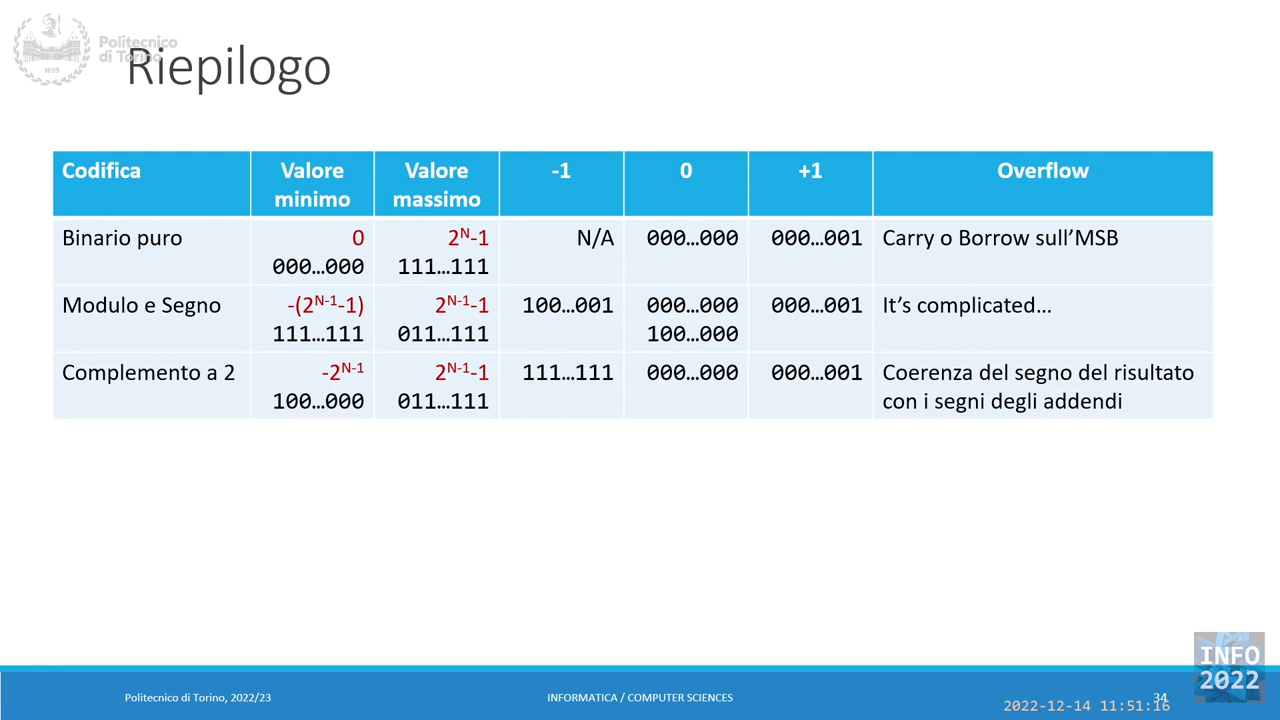 Politecnico
di Torino
1859
Riepilogo
Codifica
Valore
minimo
Valore
massimo
-1
0
+1
Overflow
Binario puro
0
000…000
2ᴺ-1
111…111
N/A
000…000
000…001
Carry o Borrow sull’MSB
Modulo e Segno
-(2ᴺ⁻¹-1)
111…111
2ᴺ⁻¹-1
011…111
100…001
000…000
100…000
000…001
It’s complicated…
Complemento a 2
-2ᴺ⁻¹
100…000
2ᴺ⁻¹-1
011…111
111…111
000…000
000…001
Coerenza del segno del risultato
con i segni degli addendi
Politecnico di Torino, 2022/23
INFORMATICA / COMPUTER SCIENCES
34
INFO
2022
2022-12-14 11:51:16